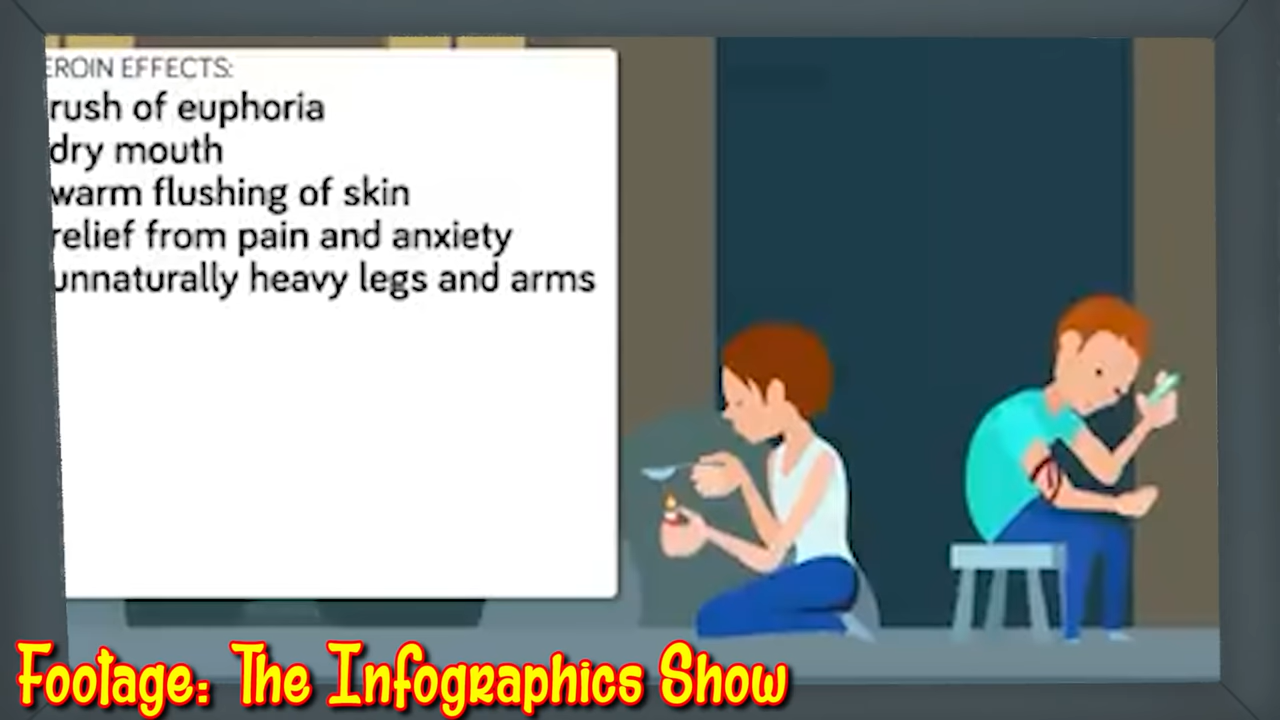 EROIN EFFECTS:
rush of euphoria
dry mouth
warm flushing of skin
relief from pain and anxiety
unnaturally heavy legs and arms
Footage: The Infographics Show